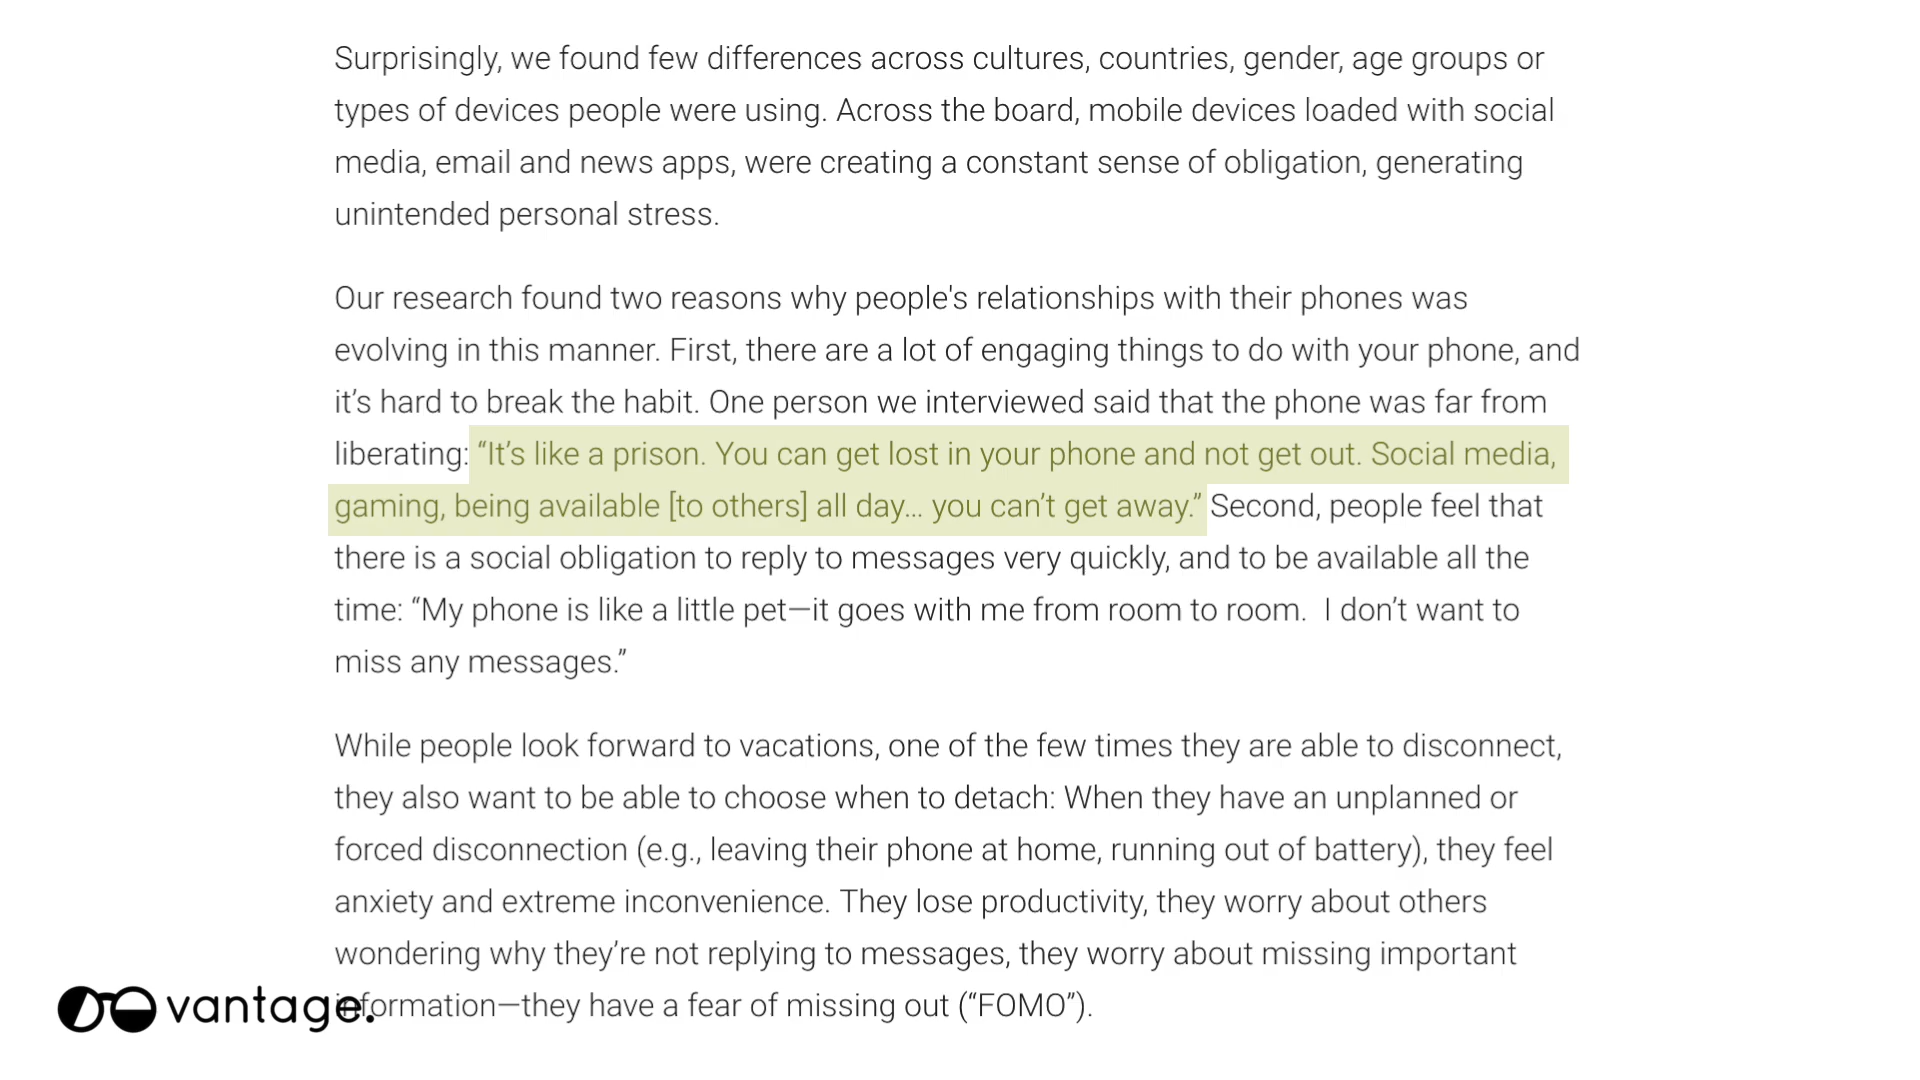 Surprisingly, we found few differences across cultures, countries, gender, age groups or
types of devices people were using. Across the board, mobile devices loaded with social
media, email and news apps, were creating a constant sense of obligation, generating
unintended personal stress.
Our research found two reasons why people's relationships with their phones was
evolving in this manner. First, there are a lot of engaging things to do with your phone, and
it’s hard to break the habit. One person we interviewed said that the phone was far from
liberating: “It’s like a prison. You can get lost in your phone and not get out. Social media,
gaming, being available [to others] all day… you can’t get away.” Second, people feel that
there is a social obligation to reply to messages very quickly, and to be available all the
time: “My phone is like a little pet—it goes with me from room to room.  I don’t want to
miss any messages.”
While people look forward to vacations, one of the few times they are able to disconnect,
they also want to be able to choose when to detach: When they have an unplanned or
forced disconnection (e.g., leaving their phone at home, running out of battery), they feel
anxiety and extreme inconvenience. They lose productivity, they worry about others
wondering why they’re not replying to messages, they worry about missing important
information—they have a fear of missing out (“FOMO”).
vantage.